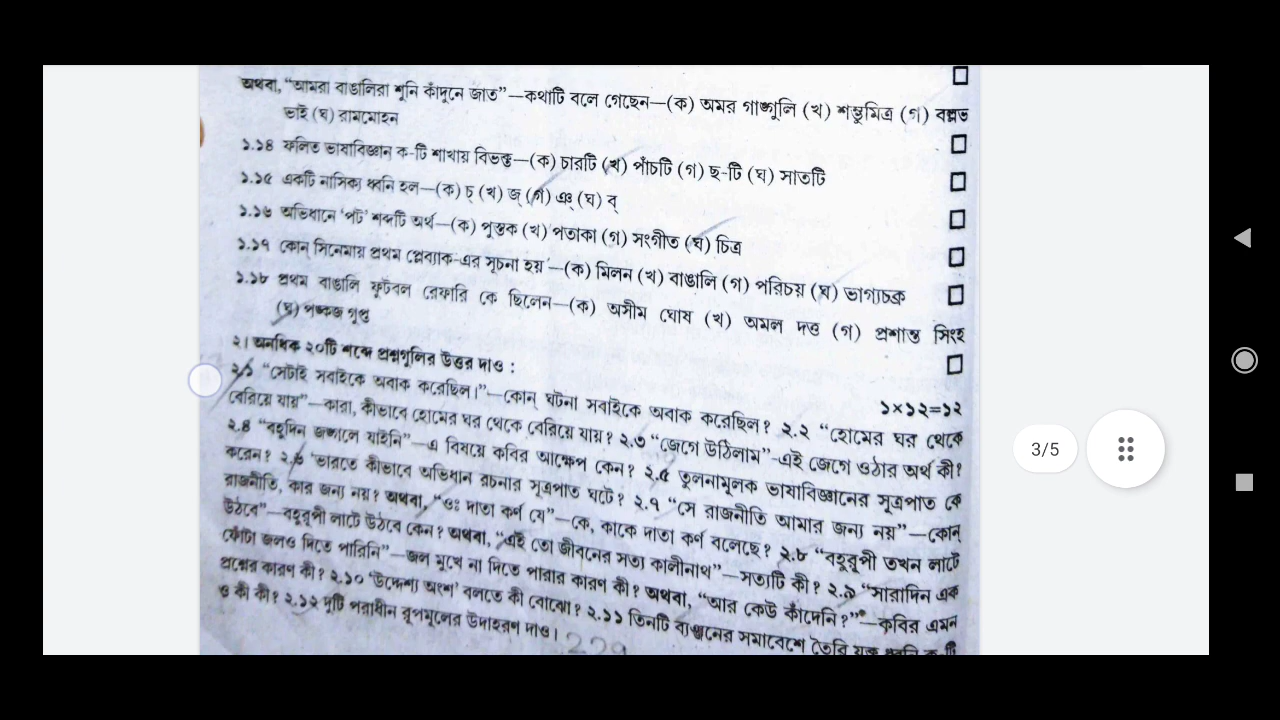 অথবা, “আমরা বাঙালিরা শুনি কাঁদুনে জাত”—কথাটি বলে গেছেন—(ক) অমর গাঙ্গুলি (খ) শম্ভুমিত্র (গ) বল্লভ
ভাই (ঘ) রামমোহন
১.১৪ ফলিত ভাষাবিজ্ঞান ক-টি শাখায় বিভক্ত—(ক) চারটি (খ) পাঁচটি (গ) ছ-টি (ঘ) সাতটি
১.১৫ একটি নাসিক্য ধ্বনি হল—(ক) চ্ (খ) জ্ (গ) ঞ্ (ঘ) ব্
১.১৬ অভিধানে ‘পট’ শব্দটি অর্থ—(ক) পুস্তক (খ) পতাকা (গ) সংগীত (ঘ) চিত্র
১.১৭ কোন্ সিনেমায় প্রথম প্লেব্যাক-এর সূচনা হয়—(ক) মিলন (খ) বাঙালি (গ) পরিচয় (ঘ) ভাগ্যচক্র
১.১৮ প্রথম বাঙালি ফুটবল রেফারি কে ছিলেন—(ক) অসীম ঘোষ (খ) অমল দত্ত (গ) প্রশান্ত সিংহ
(ঘ) পঙ্কজ গুপ্ত
২। অনধিক ২০টি শব্দে প্রশ্নগুলির উত্তর দাও :
১×১২=১২
২.১ “সেটাই সবাইকে অবাক করেছিল।”—কোন্ ঘটনা সবাইকে অবাক করেছিল? ২.২ “হোমের ঘর থেকে
বেরিয়ে যায়”—কারা, কীভাবে হোমের ঘর থেকে বেরিয়ে যায়? ২.৩ “জেগে উঠিলাম”-এই জেগে ওঠার অর্থ কী?
২.৪ “বহুদিন জঙ্গলে যাইনি”—এ বিষয়ে কবির আক্ষেপ কেন? ২.৫ তুলনামূলক ভাষাবিজ্ঞানের সূত্রপাত কে
করেন? ২.৬ ‘ভারতে কীভাবে অভিধান রচনার সূত্রপাত ঘটে? ২.৭ “সে রাজনীতি আমার জন্য নয়”—কোন্
রাজনীতি, কার জন্য নয়? অথবা, “ওঃ দাতা কর্ণ যে”—কে, কাকে দাতা কর্ণ বলেছে? ২.৮ “বহুরূপী তখন লাটে
উঠবে”—বহুরূপী লাটে উঠবে কেন? অথবা, “এই তো জীবনের সত্য কালীনাথ”—সত্যটি কী? ২.৯ “সারাদিন এক
ফোঁটা জলও দিতে পারিনি”—জল মুখে না দিতে পারার কারণ কী? অথবা, “আর কেউ কাঁদেনি?”—কবির এমন
প্রশ্নের কারণ কী? ২.১০ ‘উদ্দেশ্য অংশ’ বলতে কী বোঝো? ২.১১ তিনটি ব্যঞ্জনের সমাবেশে তৈরি যুক্ত ধ্বনি ক-টি
ও কী কী? ২.১২ দুটি পরাধীন রূপমূলের উদাহরণ দাও।
3/5